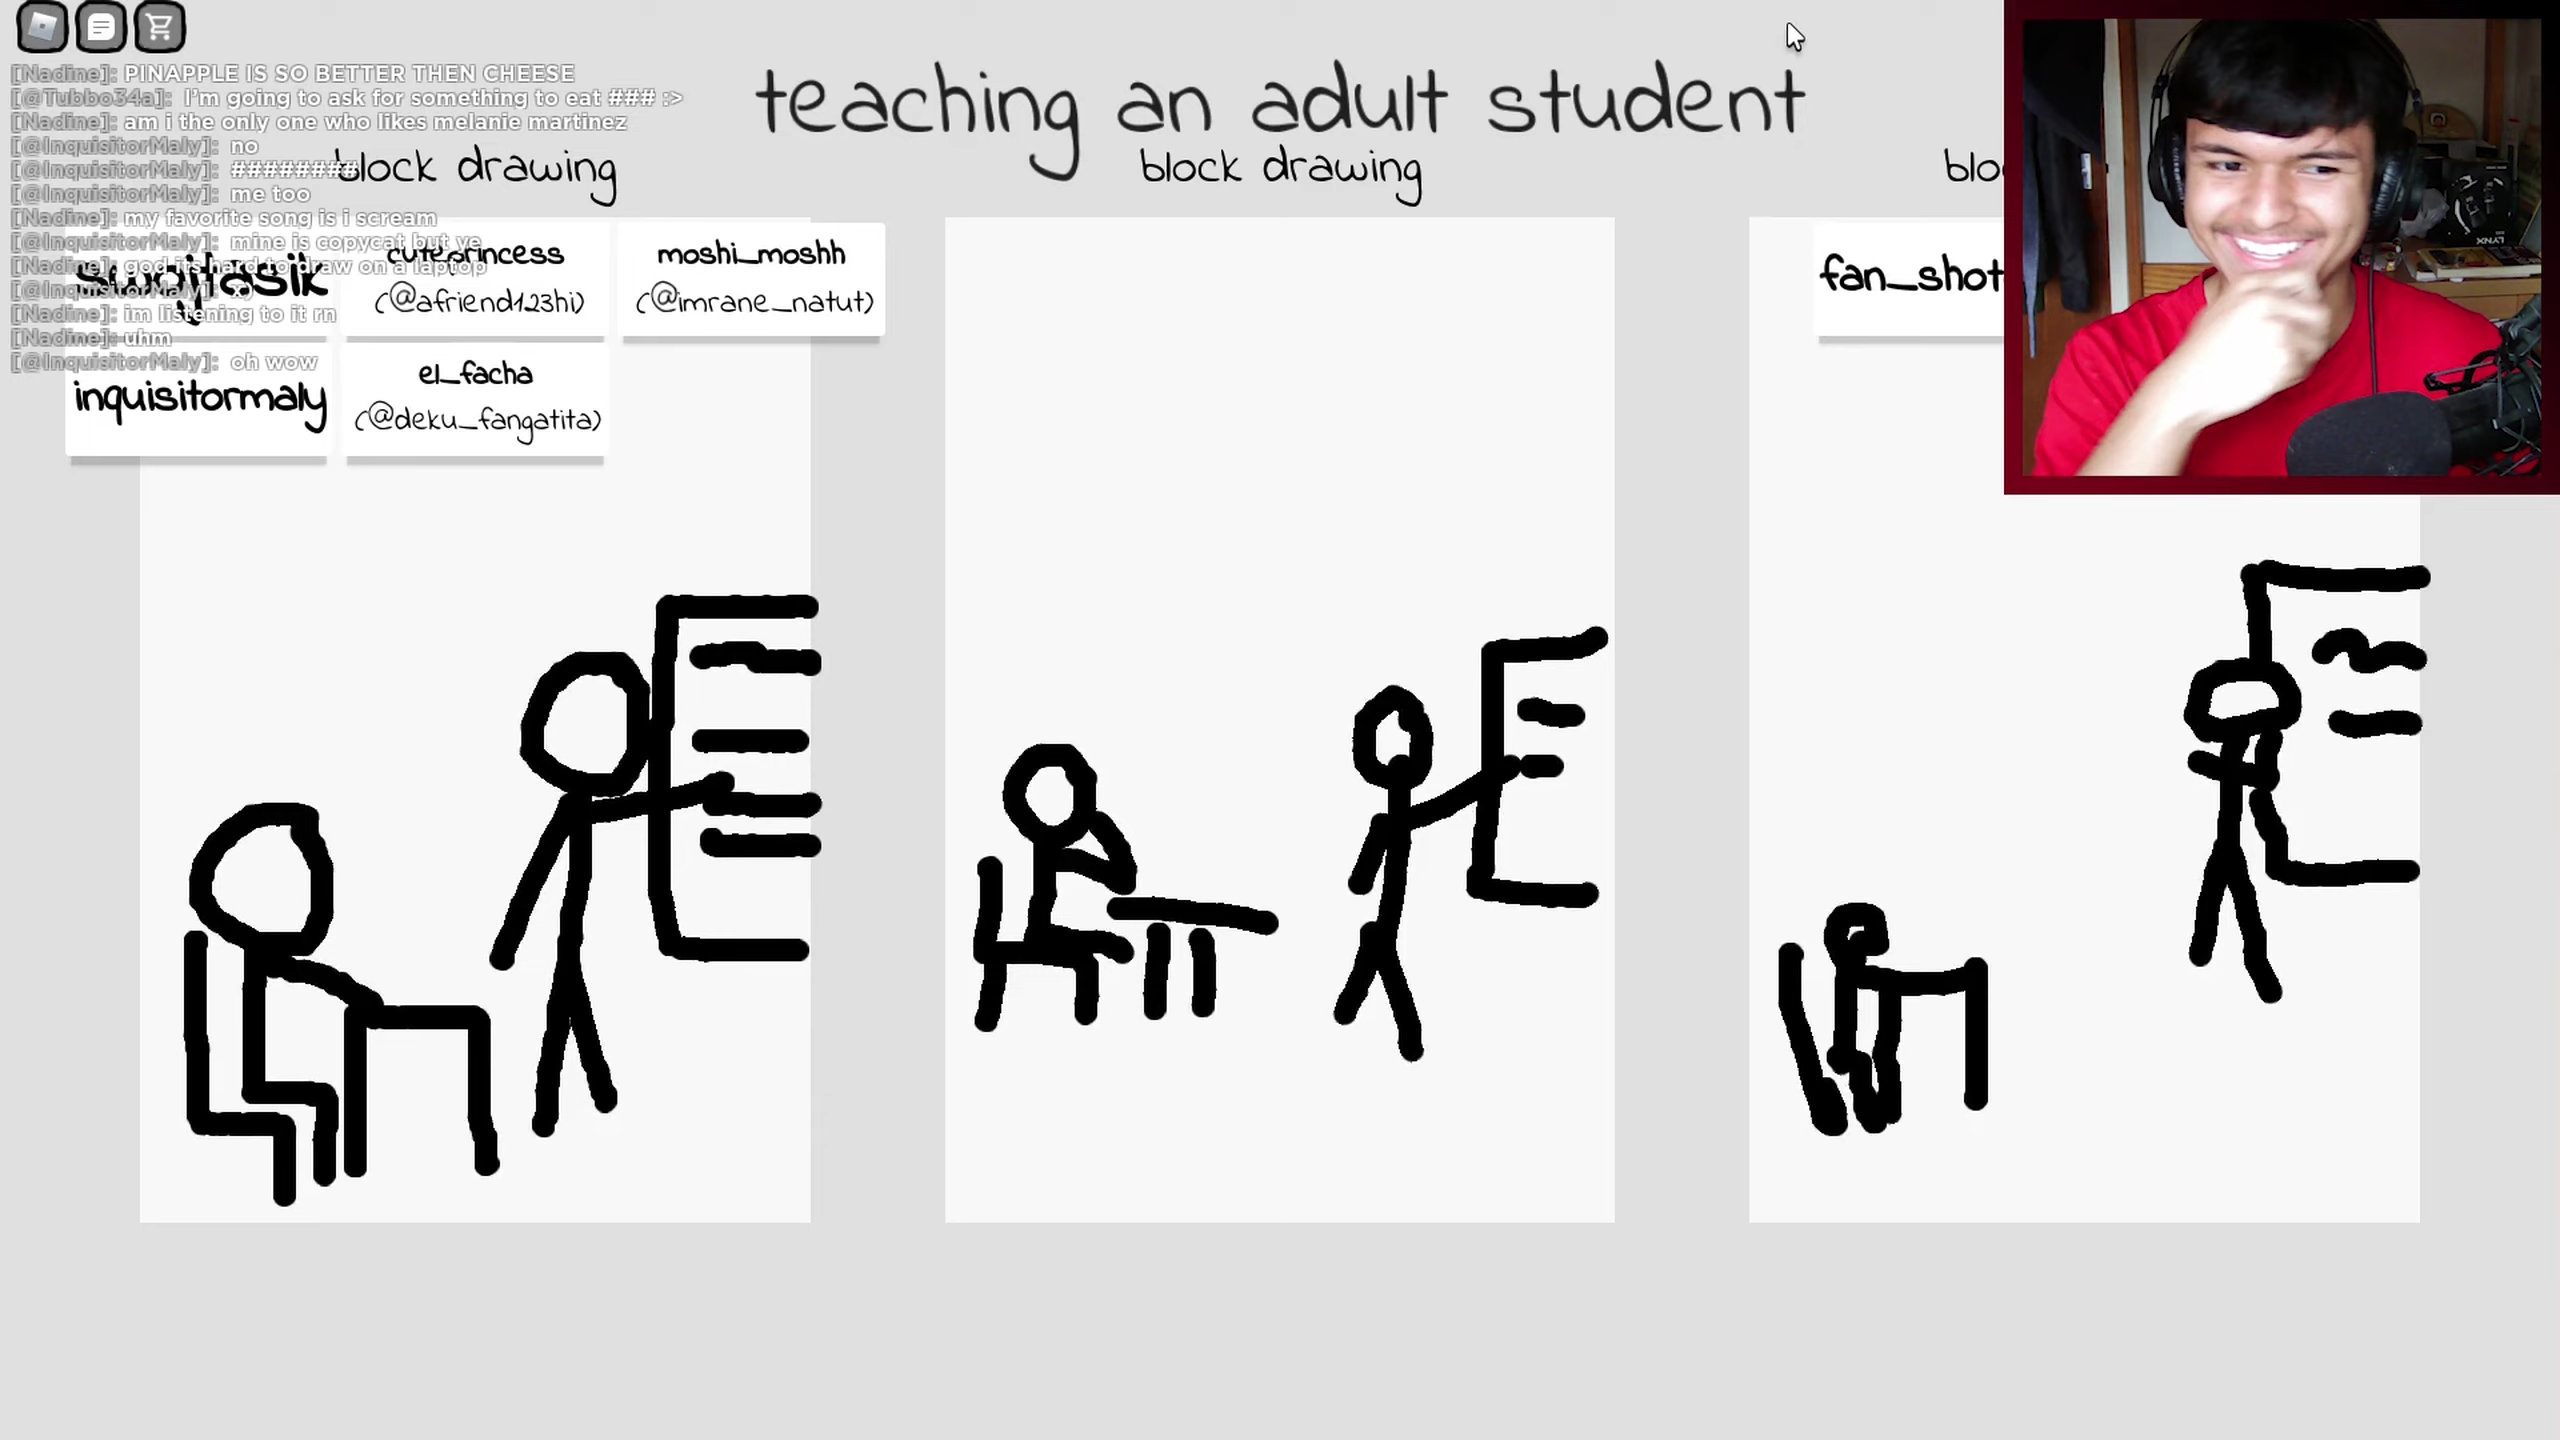 [Nadine]: PINAPPLE IS SO BETTER THEN CHEESE
[@Tubbo34a]: I'm going to ask for something to eat ### :>
[Nadine]: am i the only one who likes melanie martinez
[@InquisitorMaly]: no
[@InquisitorMaly]: ########
[@InquisitorMaly]: me too
[Nadine]: my favorite song is i scream
[@InquisitorMaly]: mine is copycat but ye
[Nadine]: god its hard to draw on a laptop
[@InquisitorMaly]: x)
[Nadine]: im listening to it rn
[Nadine]: uhm
[@InquisitorMaly]: oh wow
teaching an adult student
block drawing
block drawing
blo
cuteprincess
(@afriend123hi)
moshi_moshh
(@imrane_natut)
inquisitormaly
el_facha
(@deku_fangatita)
fan_shot
LYNX